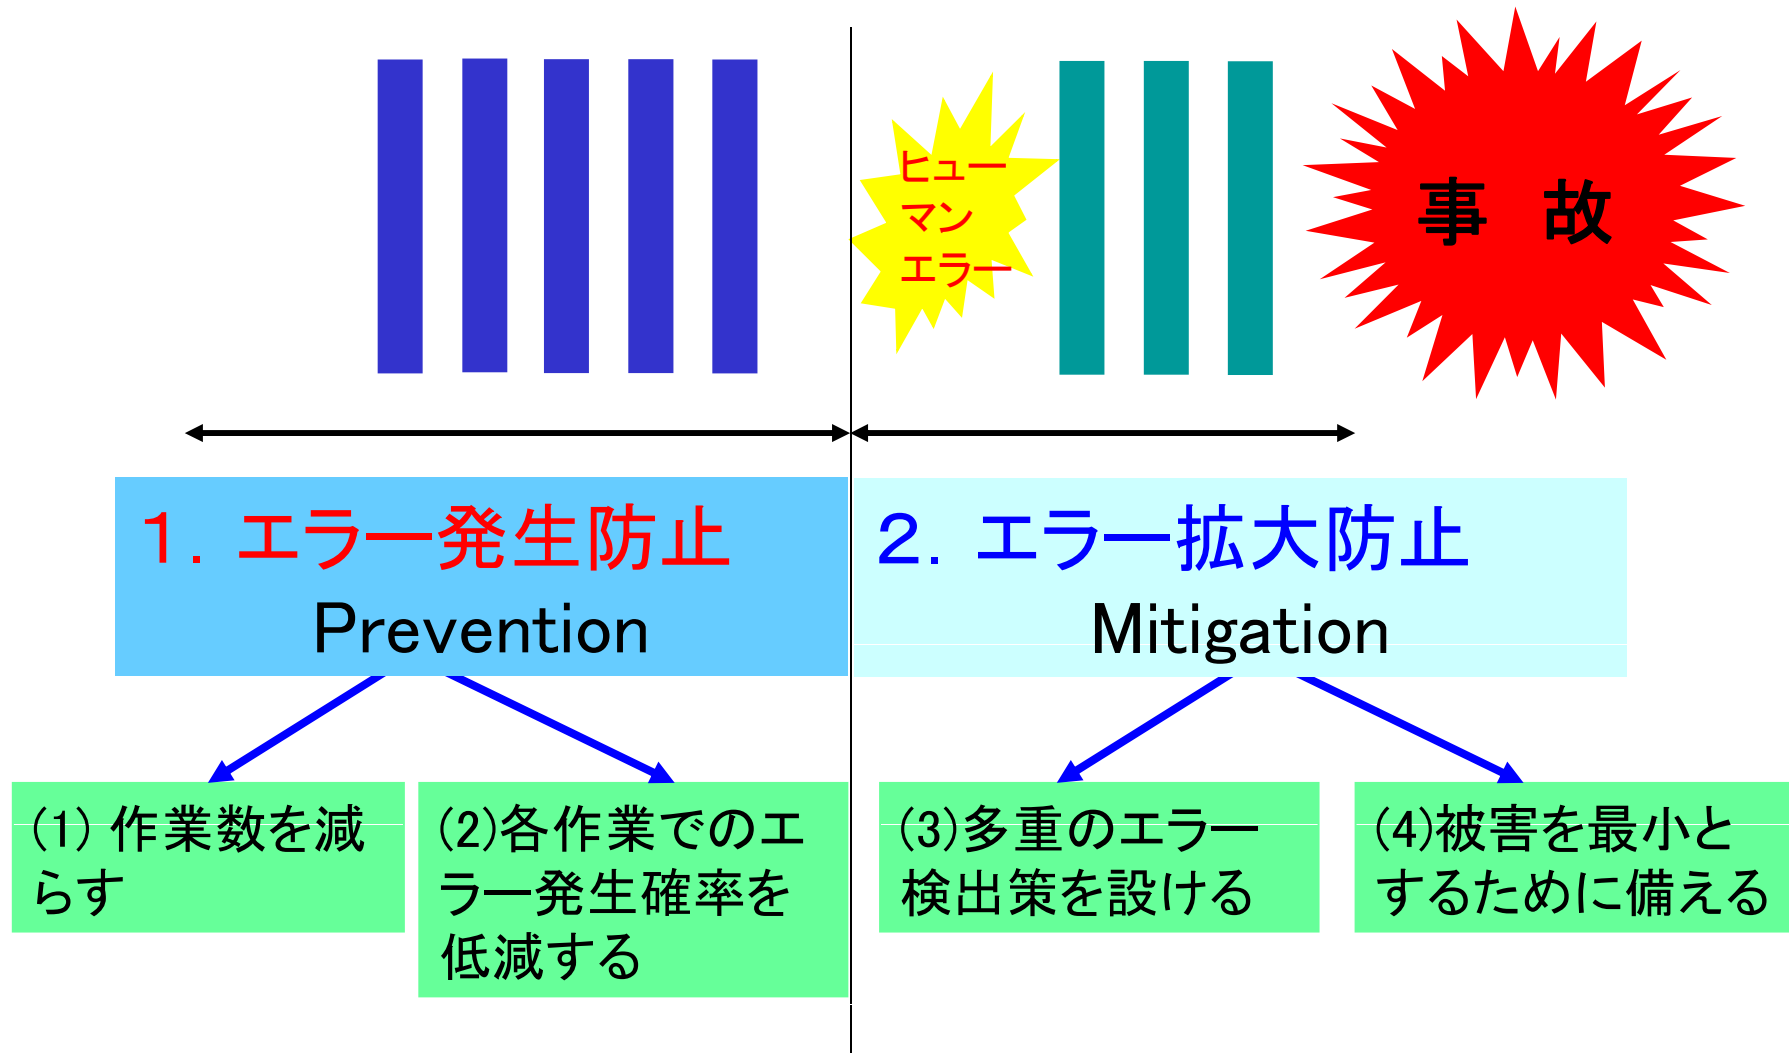 ヒュー
マン
エラー
事　故
１．エラー発生防止
Prevention
２．エラー拡大防止
Mitigation
(1) 作業数を減
らす
(2)各作業でのエ
ラー発生確率を
低減する
(3)多重のエラー
検出策を設ける
(4)被害を最小と
するために備える